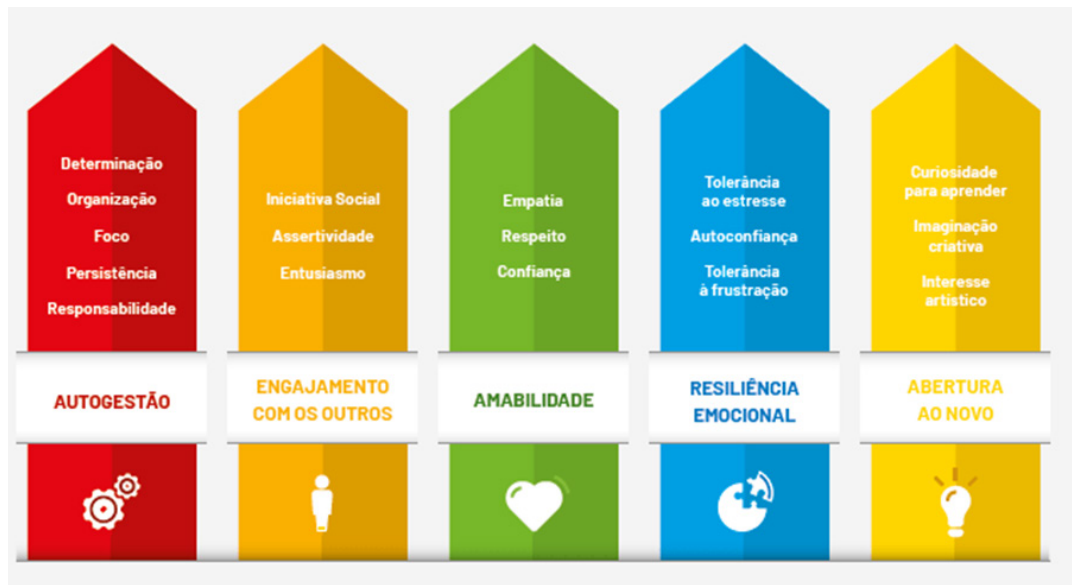 Determinação
Organização
Foco
Persistência
Responsabilidade
AUTOGESTÃO
Iniciativa Social
Assertividade
Entusiasmo
ENGAJAMENTO
COM OS OUTROS
Empatia
Respeito
Confiança
AMABILIDADE
Tolerância
ao estresse
Autoconfiança
Tolerância
à frustração
RESILIÊNCIA
EMOCIONAL
Curiosidade
para aprender
Imaginação
criativa
Interesse
artístico
ABERTURA
AO NOVO